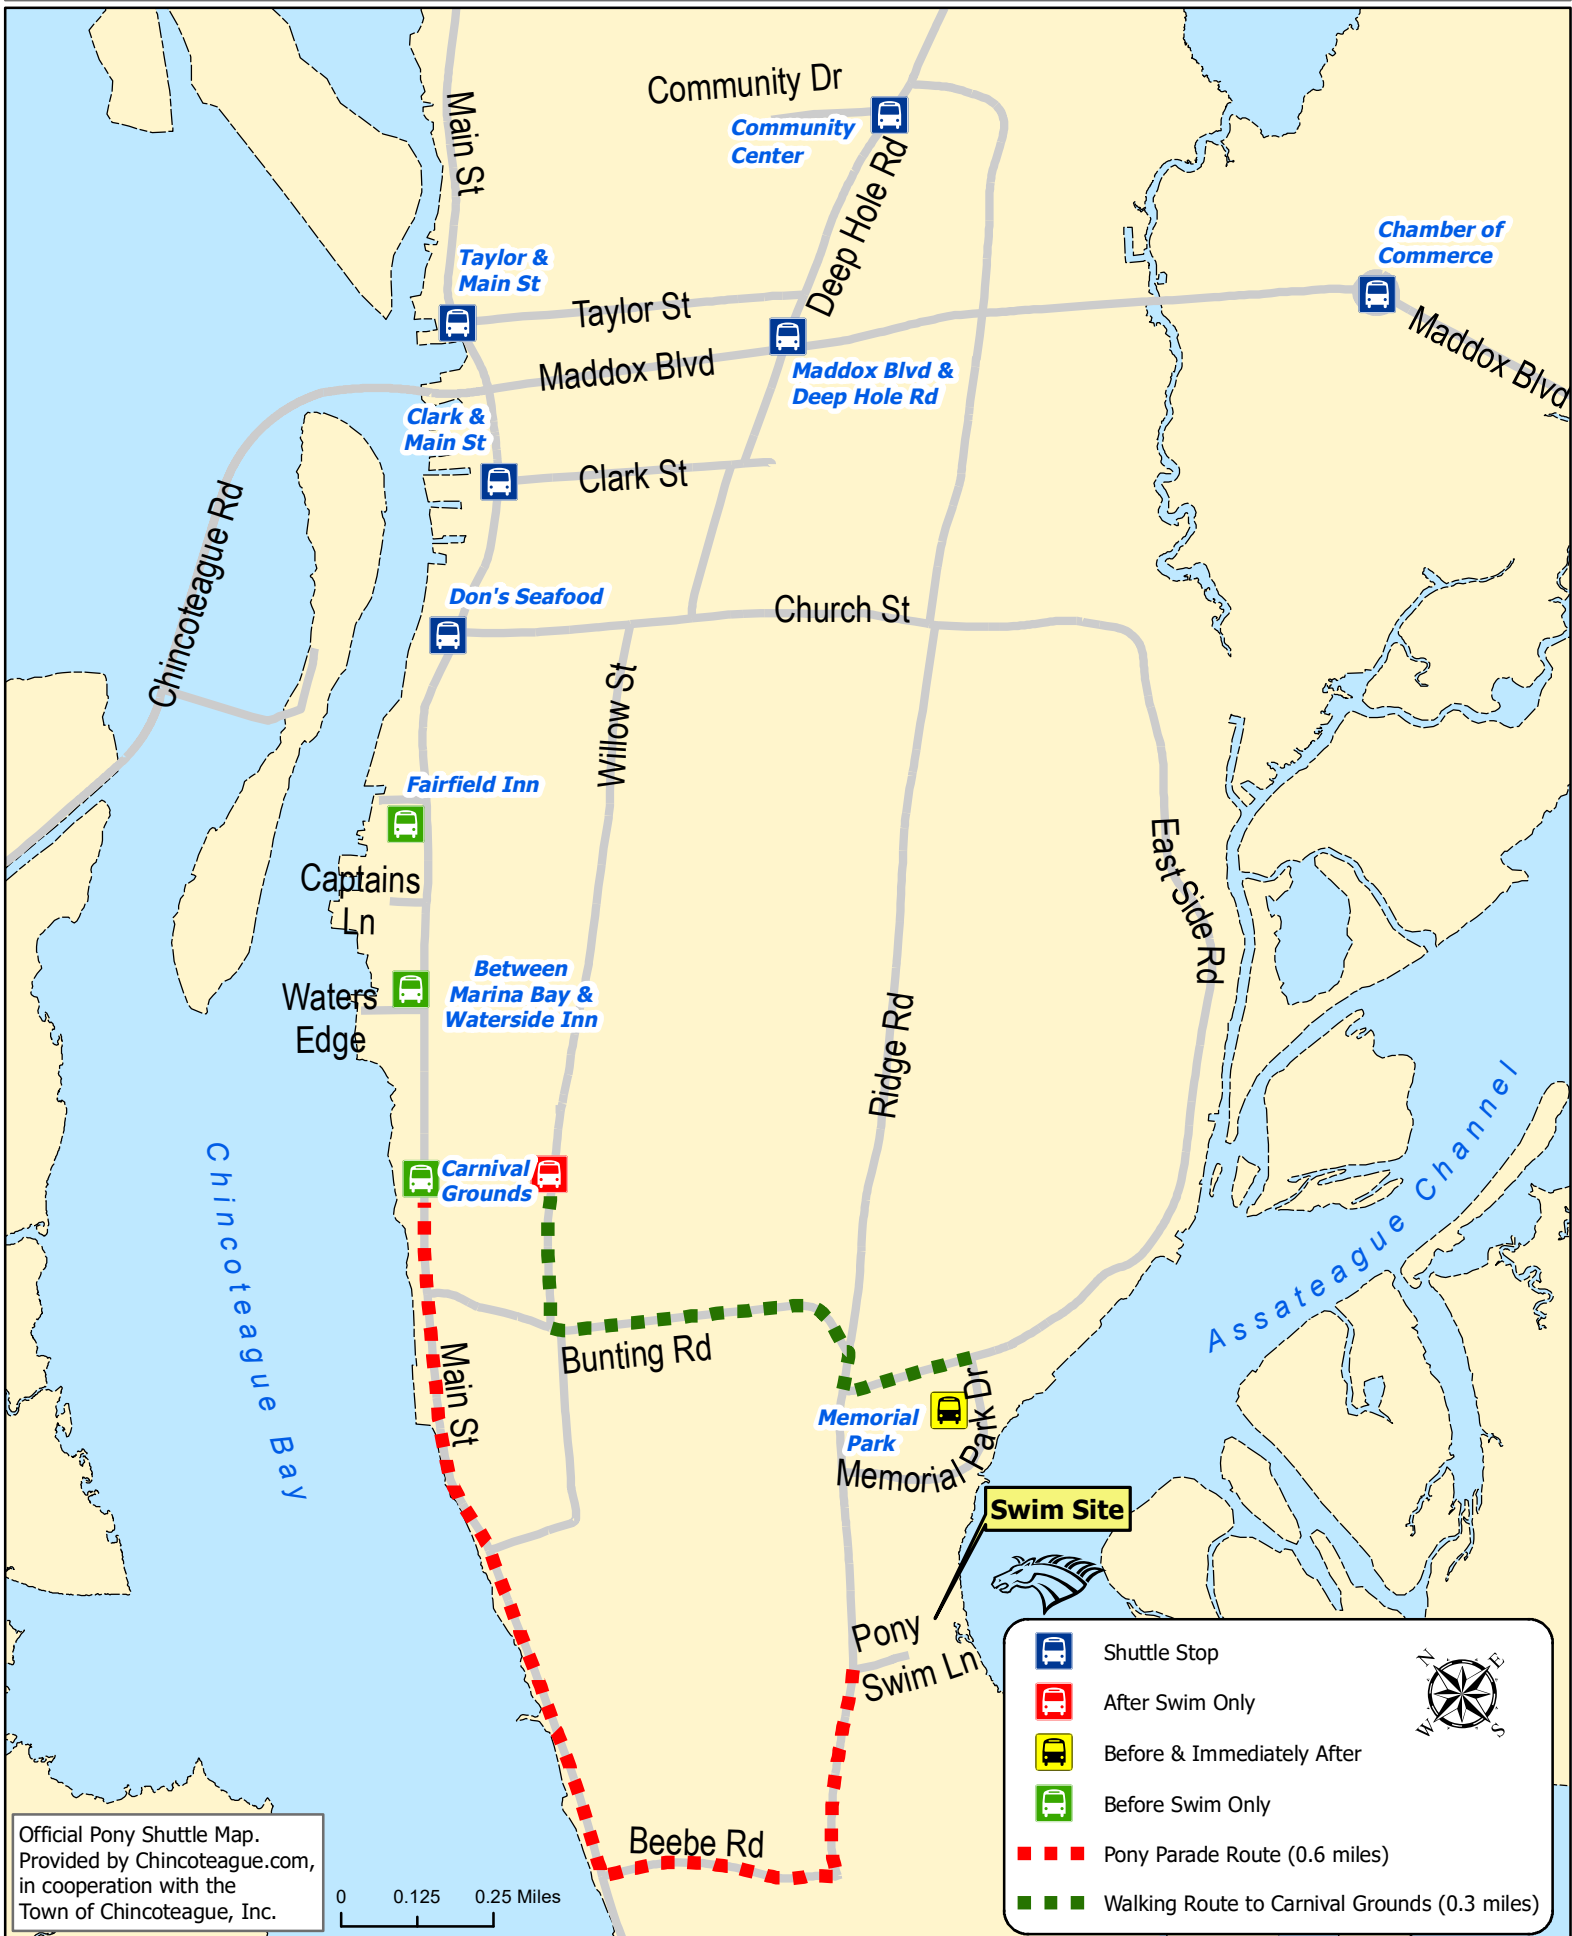 Community Dr
Community
Center
Main St
Deep Hole Rd
Chamber of
Commerce
Taylor &
Main St
Taylor St
Maddox Blvd
Maddox Blvd
Maddox Blvd &
Deep Hole Rd
Clark &
Main St
Clark St
Chincoteague Rd
Don's Seafood
Church St
Willow St
Fairfield Inn
Captains
Ln
East Side Rd
Between
Marina Bay &
Waterside Inn
Waters
Edge
Ridge Rd
Carnival
Grounds
Chincoteague Bay
Assateague Channel
Main St
Bunting Rd
Memorial
Park
Memorial Park Dr
Swim Site
Pony
Swim Ln
Beebe Rd
Shuttle Stop
After Swim Only
Before & Immediately After
Before Swim Only
Pony Parade Route (0.6 miles)
Walking Route to Carnival Grounds (0.3 miles)
N
E
W
S
Official Pony Shuttle Map.
Provided by Chincoteague.com,
in cooperation with the
Town of Chincoteague, Inc.
0 0.125 0.25 Miles